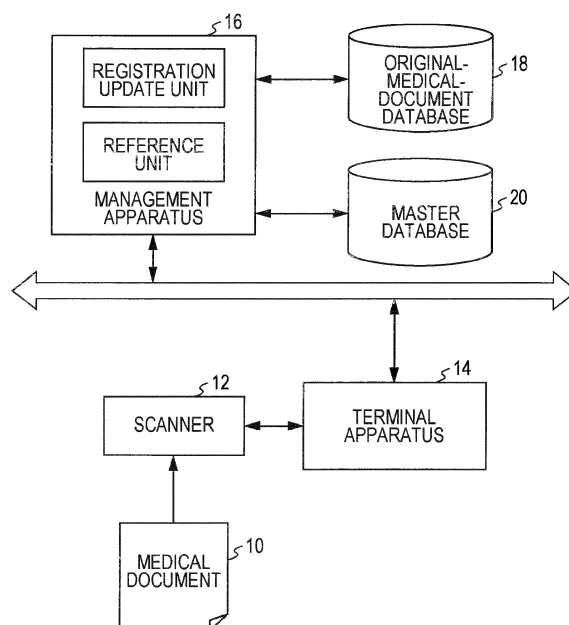 16
REGISTRATION
UPDATE UNIT
REFERENCE
UNIT
MANAGEMENT
APPARATUS
ORIGINAL-
MEDICAL-
DOCUMENT
DATABASE
18
MASTER
DATABASE
20
12
SCANNER
14
TERMINAL
APPARATUS
MEDICAL
DOCUMENT
10